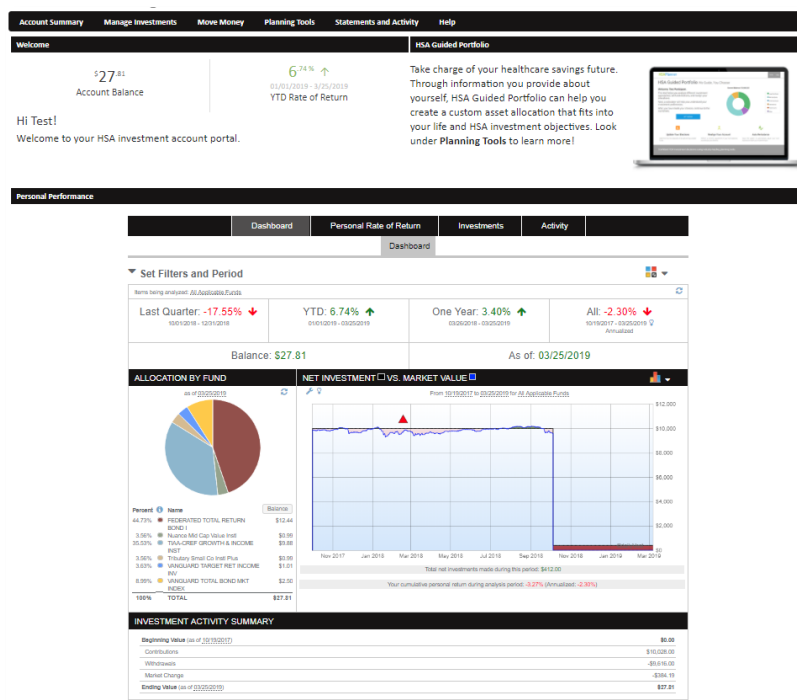 Account Summary Manage Investments Move Money Planning Tools Statements and Activity Help
Welcome
HSA Guided Portfolio
$27.81
Account Balance
6.74% ↑
01/01/2019 - 3/25/2019
YTD Rate of Return
Hi Test!
Welcome to your HSA investment account portal.
Take charge of your healthcare savings future.
Through information you provide about
yourself, HSA Guided Portfolio can help you
create a custom asset allocation that fits into
your life and HSA investment objectives. Look
under Planning Tools to learn more!
Personal Performance
Dashboard Personal Rate of Return Investments Activity
Dashboard
Set Filters and Period
Items being analyzed: All Applicable Funds
Last Quarter: -17.55%
10/01/2018 - 12/31/2018
YTD: 6.74%
01/01/2019 - 03/25/2019
One Year: 3.40%
03/26/2018 - 03/25/2019
All: -2.30%
10/19/2017 - 03/25/2019
Annualized
Balance: $27.81
As of: 03/25/2019
ALLOCATION BY FUND
as of 03/25/2019
Percent Name Balance
44.73% FEDERATED TOTAL RETURN BOND I $12.44
3.56% Nuance Mid Cap Value Instl $0.99
35.53% TIAA-CREF GROWTH & INCOME INST $9.88
3.56% Tributary Small Co Instl Plus $0.99
3.63% VANGUARD TARGET RET INCOME INV $1.01
8.99% VANGUARD TOTAL BOND MKT INDEX $2.50
100% TOTAL $27.81
NET INVESTMENT VS. MARKET VALUE
From 10/19/2017 to 03/25/2019 for All Applicable Funds
$12,000
$10,000
$8,000
$6,000
$4,000
$2,000
$0
Nov 2017 Jan 2018 Mar 2018 May 2018 Jul 2018 Sep 2018 Nov 2018 Jan 2019 Mar 2019
Total net investments made during this period: $412.00
Your cumulative personal return during analysis period: -3.27% (Annualized: -2.30%)
INVESTMENT ACTIVITY SUMMARY
Beginning Value (as of 10/19/2017) $0.00
Contributions $10,028.00
Withdrawals -$9,616.00
Market Change -$384.19
Ending Value (as of 03/25/2019) $27.81